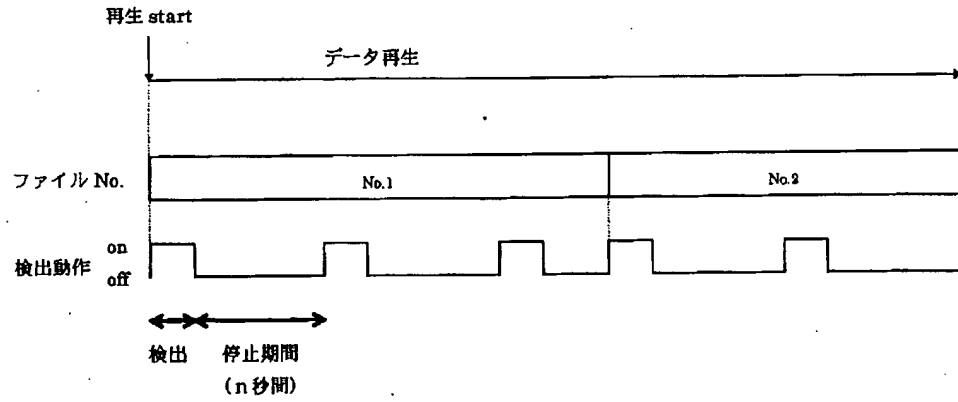 再生 start
データ再生
ファイル No.
No.1
No.2
on
検出動作
off
検出
停止期間
(n 秒間)